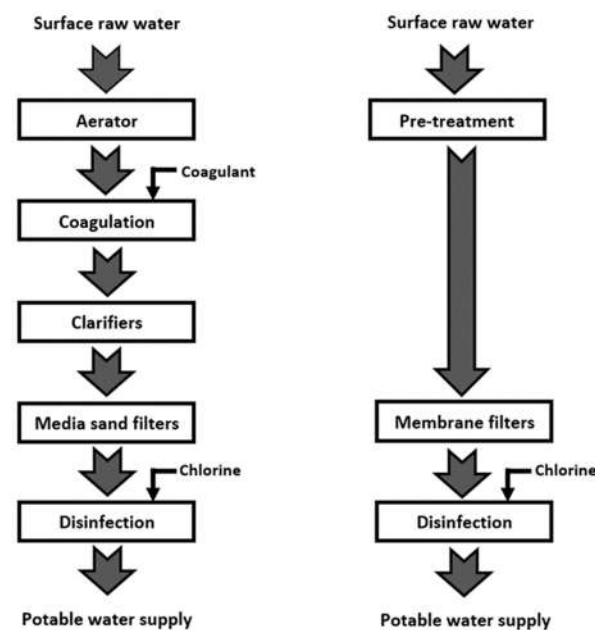 Surface raw water
Aerator
Coagulant
Coagulation
Clarifiers
Media sand filters
Chlorine
Disinfection
Potable water supply
Surface raw water
Pre-treatment
Membrane filters
Chlorine
Disinfection
Potable water supply